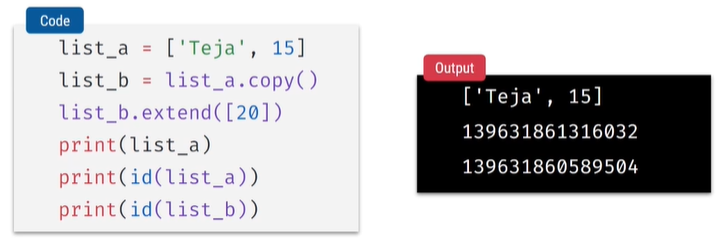 Code
list_a = ['Teja', 15]
list_b = list_a.copy()
list_b.extend([20])
print(list_a)
print(id(list_a))
print(id(list_b))
Output
['Teja', 15]
139631861316032
139631860589504